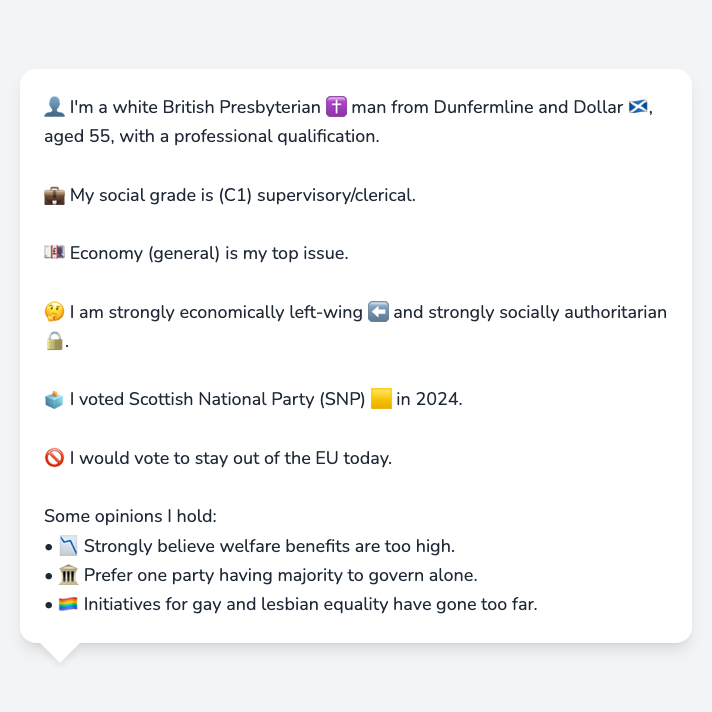 👤 I'm a white British Presbyterian ✝️ man from Dunfermline and Dollar 🏴󠁧󠁢󠁳󠁣󠁴󠁿,
aged 55, with a professional qualification.
💼 My social grade is (C1) supervisory/clerical.
💷 Economy (general) is my top issue.
🤔 I am strongly economically left-wing ⬅️ and strongly socially authoritarian
🔒.
🗳️ I voted Scottish National Party (SNP) 🟨 in 2024.
🚫 I would vote to stay out of the EU today.
Some opinions I hold:
• 📉 Strongly believe welfare benefits are too high.
• 🏛️ Prefer one party having majority to govern alone.
• 🏳️‍🌈 Initiatives for gay and lesbian equality have gone too far.